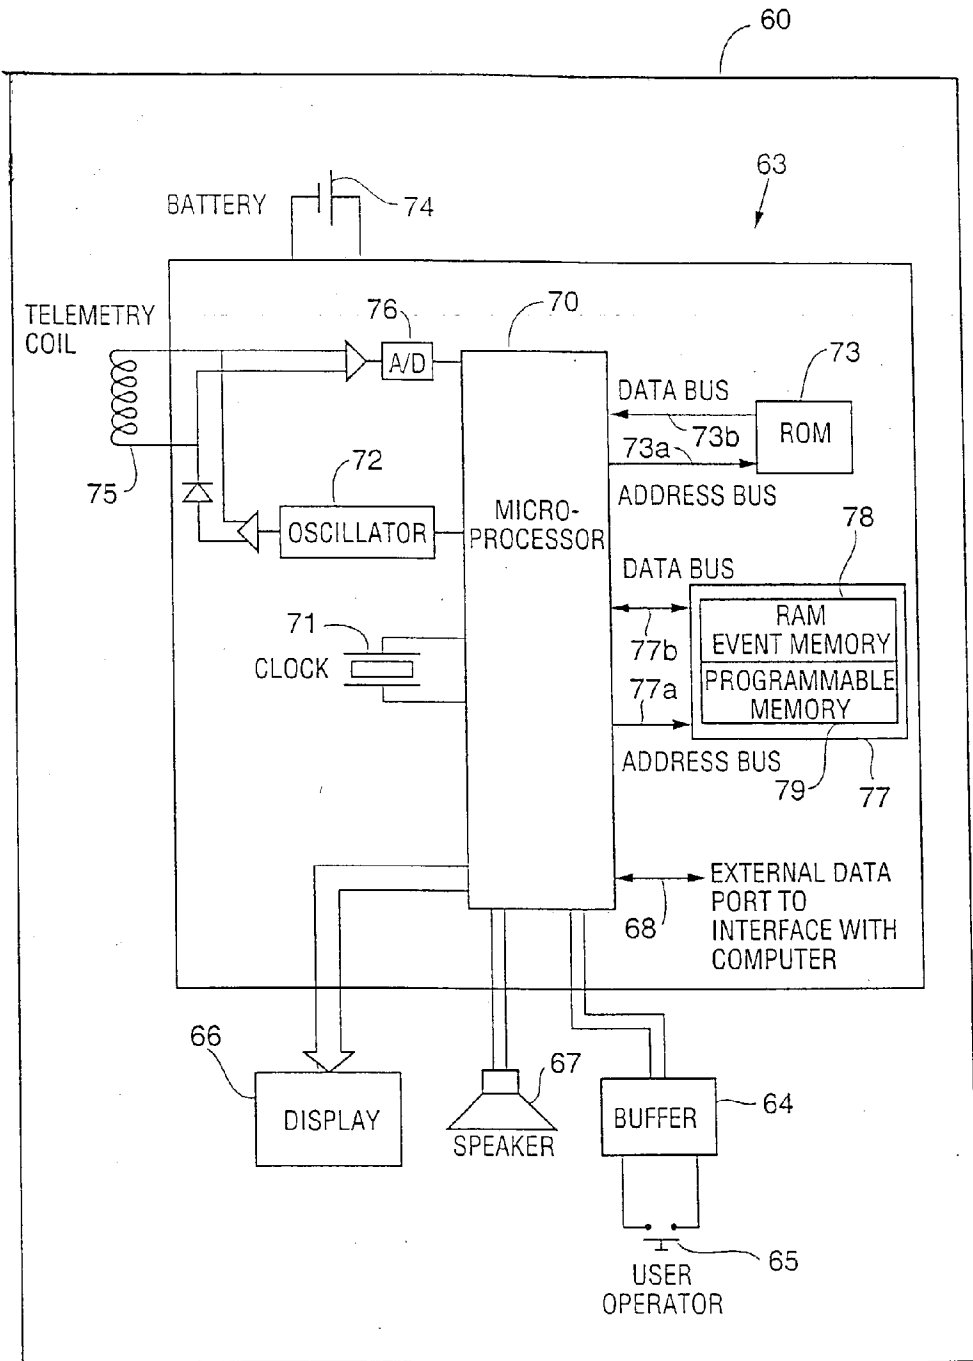 60
63
BATTERY
74
TELEMETRY
COIL
76
70
A/D
73
DATA BUS
73b
ROM
73a
ADDRESS BUS
75
72
OSCILLATOR
MICRO-
PROCESSOR
78
DATA BUS
RAM
EVENT MEMORY
77b
71
CLOCK
77a
PROGRAMMABLE
MEMORY
ADDRESS BUS
79
77
EXTERNAL DATA
PORT TO
INTERFACE WITH
COMPUTER
68
66
DISPLAY
67
SPEAKER
64
BUFFER
65
USER
OPERATOR